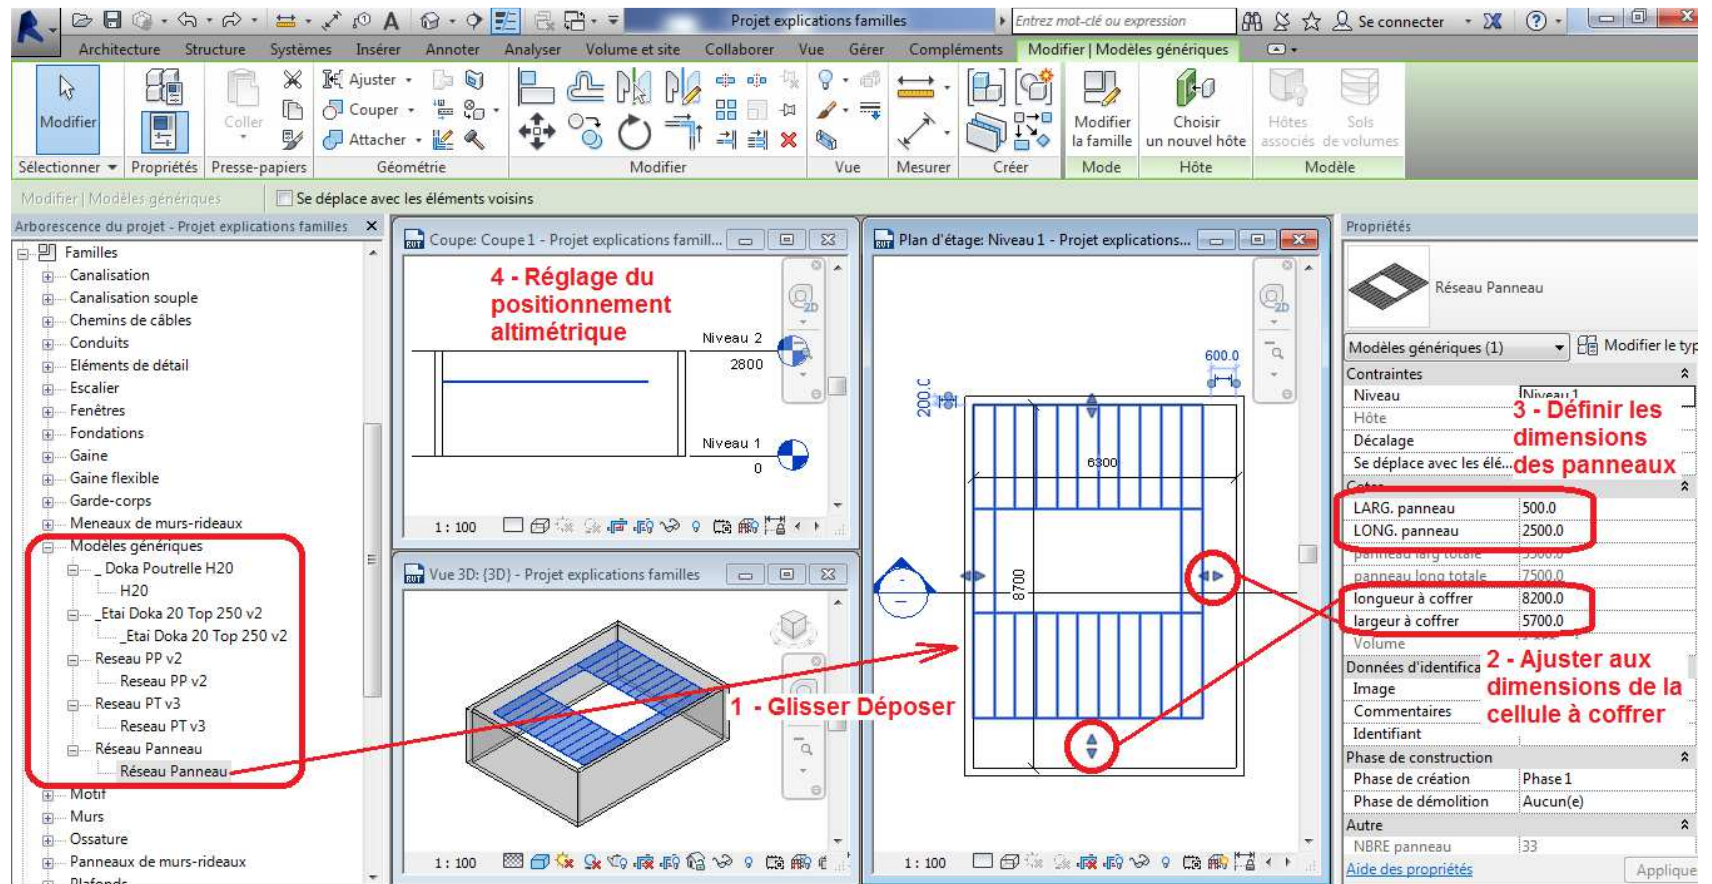 Projet explications familles
Entrez mot-clé ou expression
Se connecter
Architecture Structure Systèmes Insérer Annoter Analyser Volume et site Collaborer Vue Gérer Compléments Modifier | Modèles génériques
Modifier
Coller
Ajuster
Couper
Attacher
Modifier
la famille
Choisir
un nouvel hôte
Hôtes
associés
Sols
de volumes
Sélectionner Propriétés Presse-papiers Géométrie Modifier Vue Mesurer Créer Mode Hôte Modèle
Modifier | Modèles génériques
Se déplace avec les éléments voisins
Arborescence du projet - Projet explications familles
Familles
Canalisation
Canalisation souple
Chemins de câbles
Conduits
Eléments de détail
Escalier
Fenêtres
Fondations
Gaine
Gaine flexible
Garde-corps
Meneaux de murs-rideaux
Modèles génériques
_ Doka Poutrelle H20
H20
_Etai Doka 20 Top 250 v2
_Etai Doka 20 Top 250 v2
Reseau PP v2
Reseau PP v2
Reseau PT v3
Reseau PT v3
Réseau Panneau
Réseau Panneau
Motif
Murs
Ossature
Panneaux de murs-rideaux
Plafonds
Coupe: Coupe 1 - Projet explications famill...
4 - Réglage du
positionnement
altimétrique
2D
Niveau 2
2800
Niveau 1
0
1 : 100
Vue 3D: {3D} - Projet explications familles
1 - Glisser Déposer
1 : 100
Plan d'étage: Niveau 1 - Projet explications...
2D
600.0
200.0
6300
8700
1 : 100
Propriétés
Réseau Panneau
Modèles génériques (1)
Modifier le typ
Contraintes
Niveau Niveau 1
Hôte
Décalage
Se déplace avec les élé...
3 - Définir les
dimensions
des panneaux
Cotes
LARG. panneau 500.0
LONG. panneau 2500.0
panneau larg totale 5500.0
panneau long totale 7500.0
longueur à coffrer 8200.0
largeur à coffrer 5700.0
Volume
Données d'identifica
Image
Commentaires
Identifiant
2 - Ajuster aux
dimensions de la
cellule à coffrer
Phase de construction
Phase de création Phase 1
Phase de démolition Aucun(e)
Autre
NBRE panneau 33
Aide des propriétés
Applique